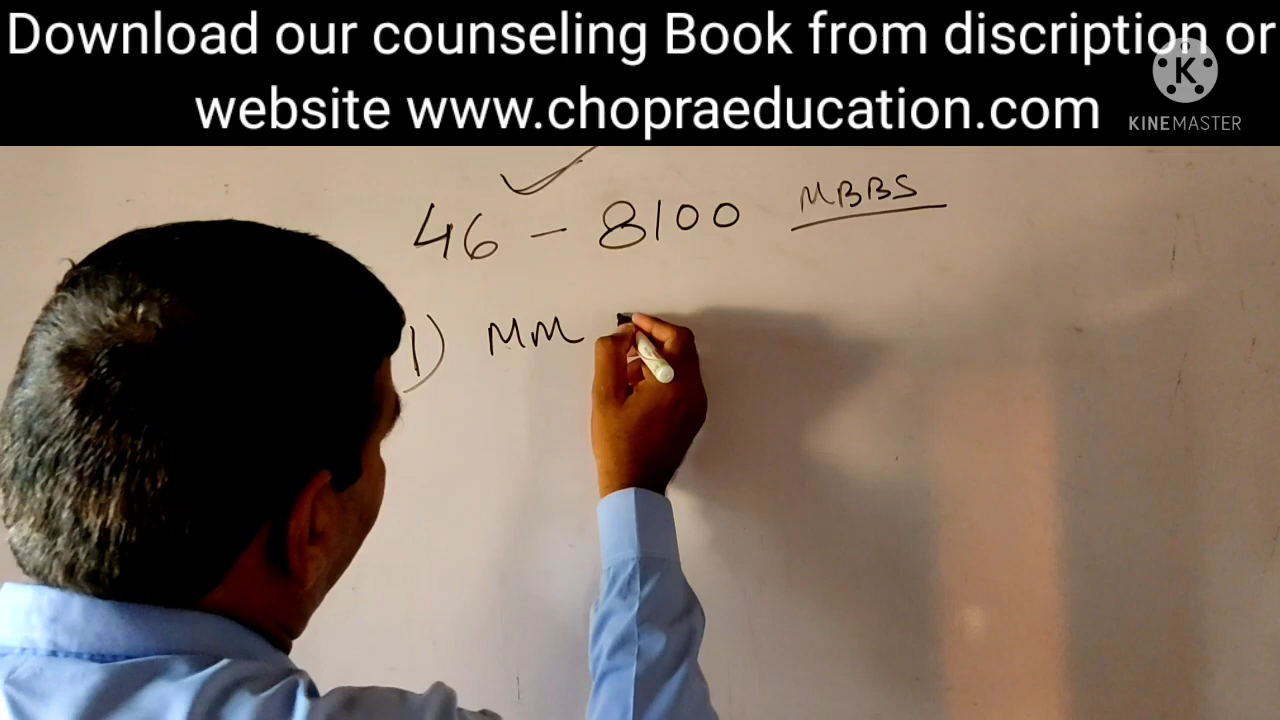 Download our counseling Book from discription or
website www.chopraeducation.com
K
KINEMASTER
46 - 8100 MBBS
1) MM